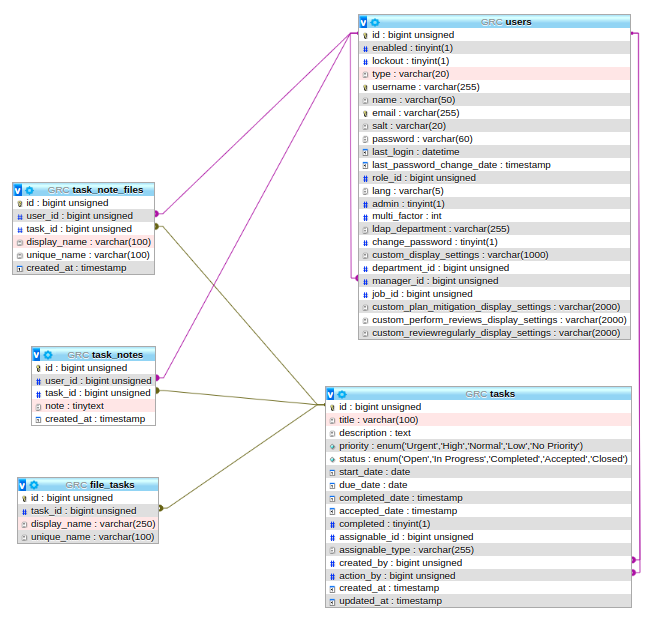 GRC users
id : bigint unsigned
enabled : tinyint(1)
lockout : tinyint(1)
type : varchar(20)
username : varchar(255)
name : varchar(50)
email : varchar(255)
salt : varchar(20)
password : varchar(60)
last_login : datetime
last_password_change_date : timestamp
role_id : bigint unsigned
lang : varchar(5)
admin : tinyint(1)
multi_factor : int
ldap_department : varchar(255)
change_password : tinyint(1)
custom_display_settings : varchar(1000)
department_id : bigint unsigned
manager_id : bigint unsigned
job_id : bigint unsigned
custom_plan_mitigation_display_settings : varchar(2000)
custom_perform_reviews_display_settings : varchar(2000)
custom_reviewregularly_display_settings : varchar(2000)
GRC task_note_files
id : bigint unsigned
user_id : bigint unsigned
task_id : bigint unsigned
display_name : varchar(100)
unique_name : varchar(100)
created_at : timestamp
GRC task_notes
id : bigint unsigned
user_id : bigint unsigned
task_id : bigint unsigned
note : tinytext
created_at : timestamp
GRC tasks
id : bigint unsigned
title : varchar(100)
description : text
priority : enum('Urgent','High','Normal','Low','No Priority')
status : enum('Open','In Progress','Completed','Accepted','Closed')
start_date : date
due_date : date
completed_date : timestamp
accepted_date : timestamp
completed : tinyint(1)
assignable_id : bigint unsigned
assignable_type : varchar(255)
created_by : bigint unsigned
action_by : bigint unsigned
created_at : timestamp
updated_at : timestamp
GRC file_tasks
id : bigint unsigned
task_id : bigint unsigned
display_name : varchar(250)
unique_name : varchar(100)